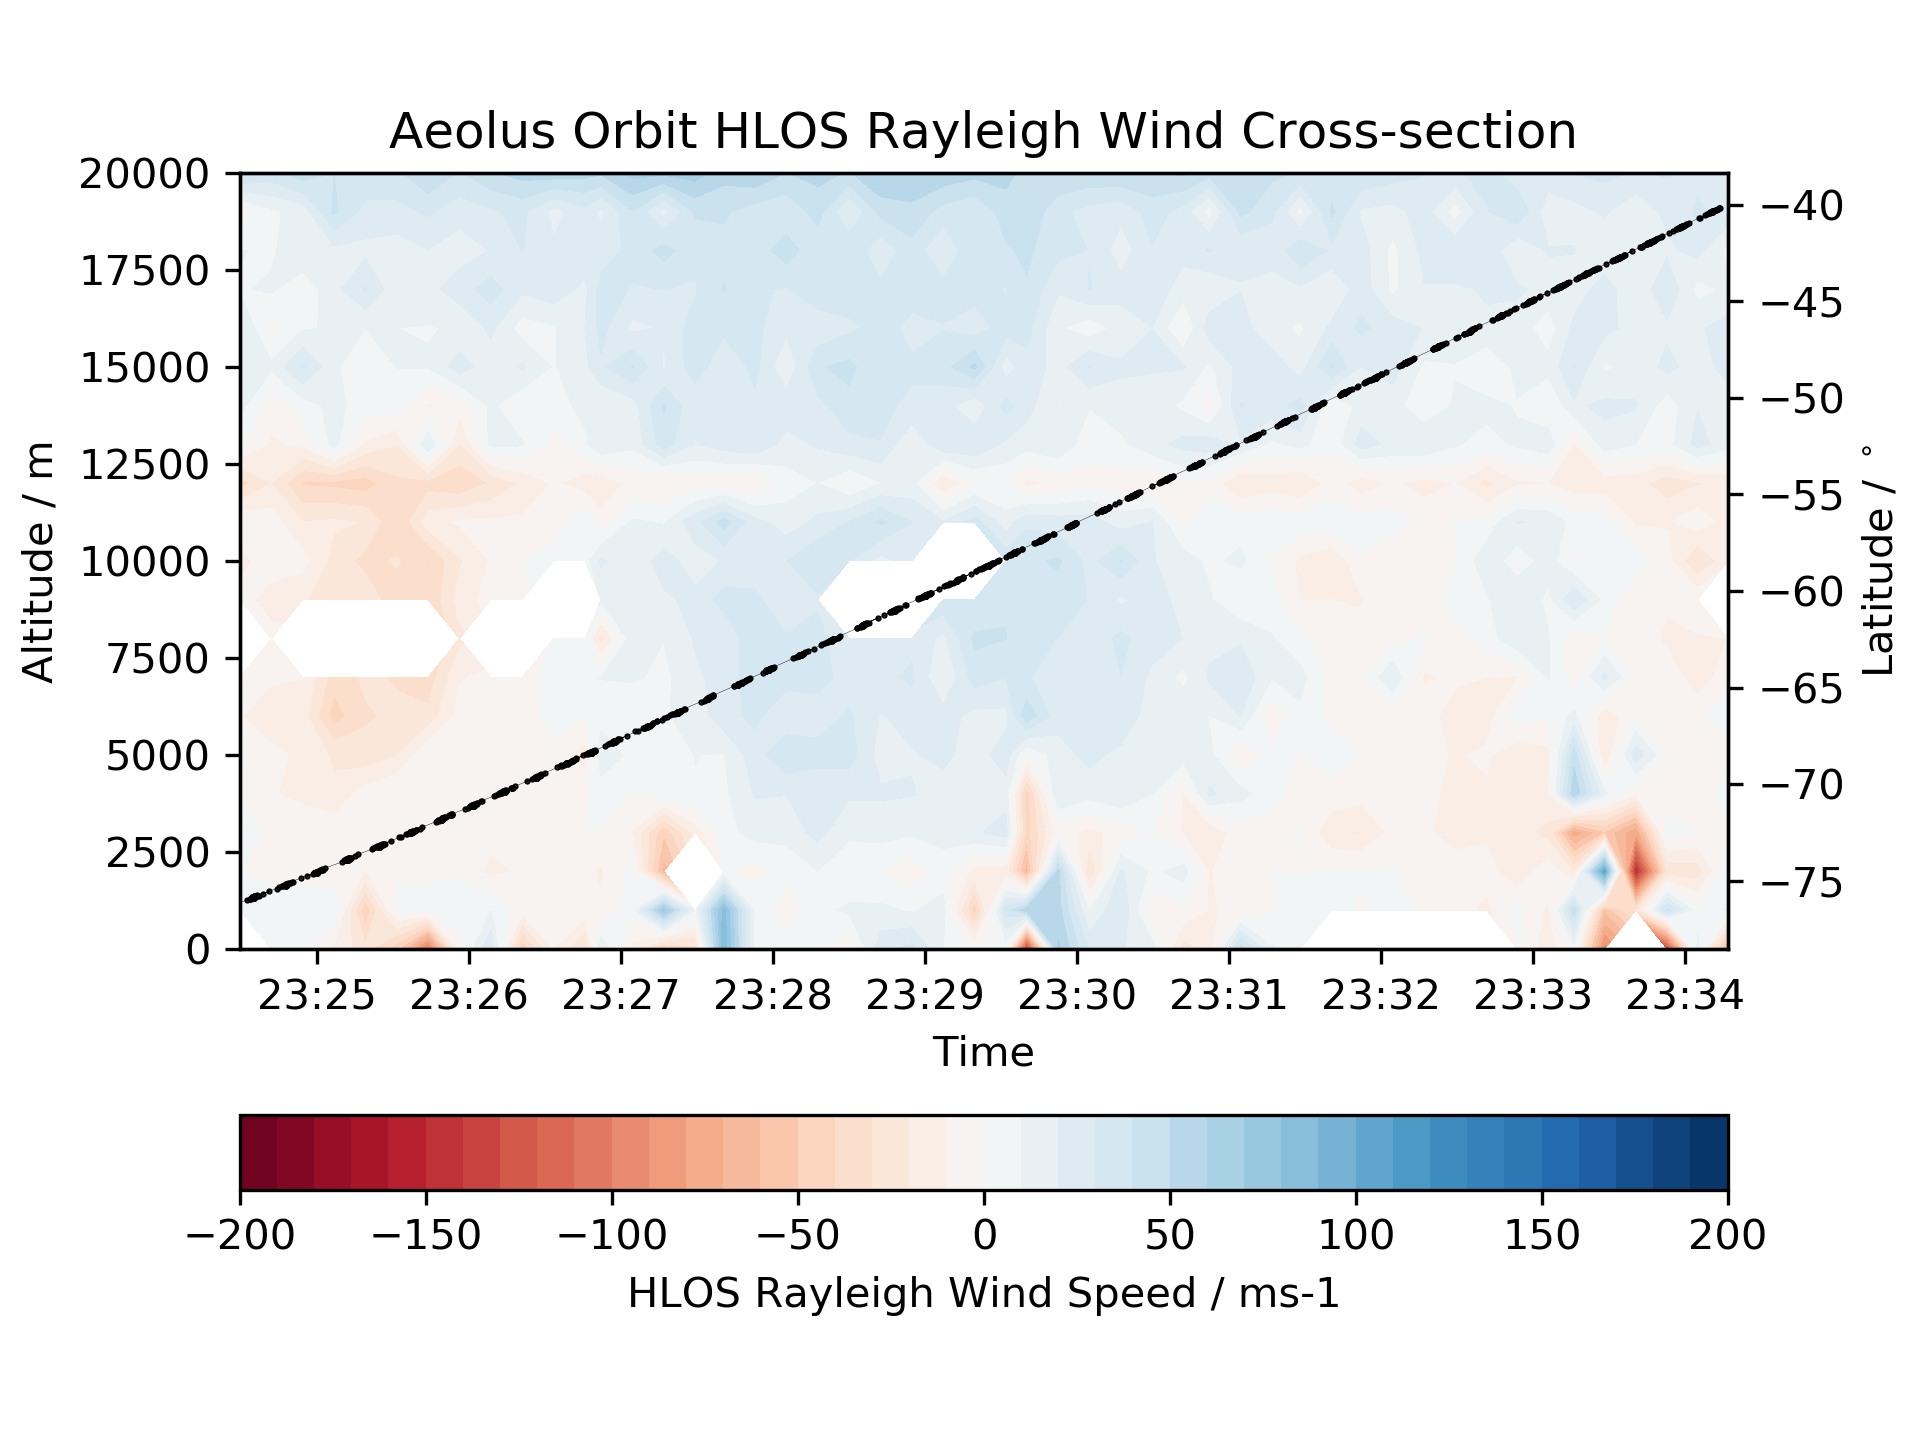 Aeolus Orbit HLOS Rayleigh Wind Cross-section
20000
17500
15000
12500
10000
7500
5000
2500
0
Altitude / m
−40
−45
−50
−55
−60
−65
−70
−75
Latitude / °
23:25 23:26 23:27 23:28 23:29 23:30 23:31 23:32 23:33 23:34
Time
−200 −150 −100 −50 0 50 100 150 200
HLOS Rayleigh Wind Speed / ms-1